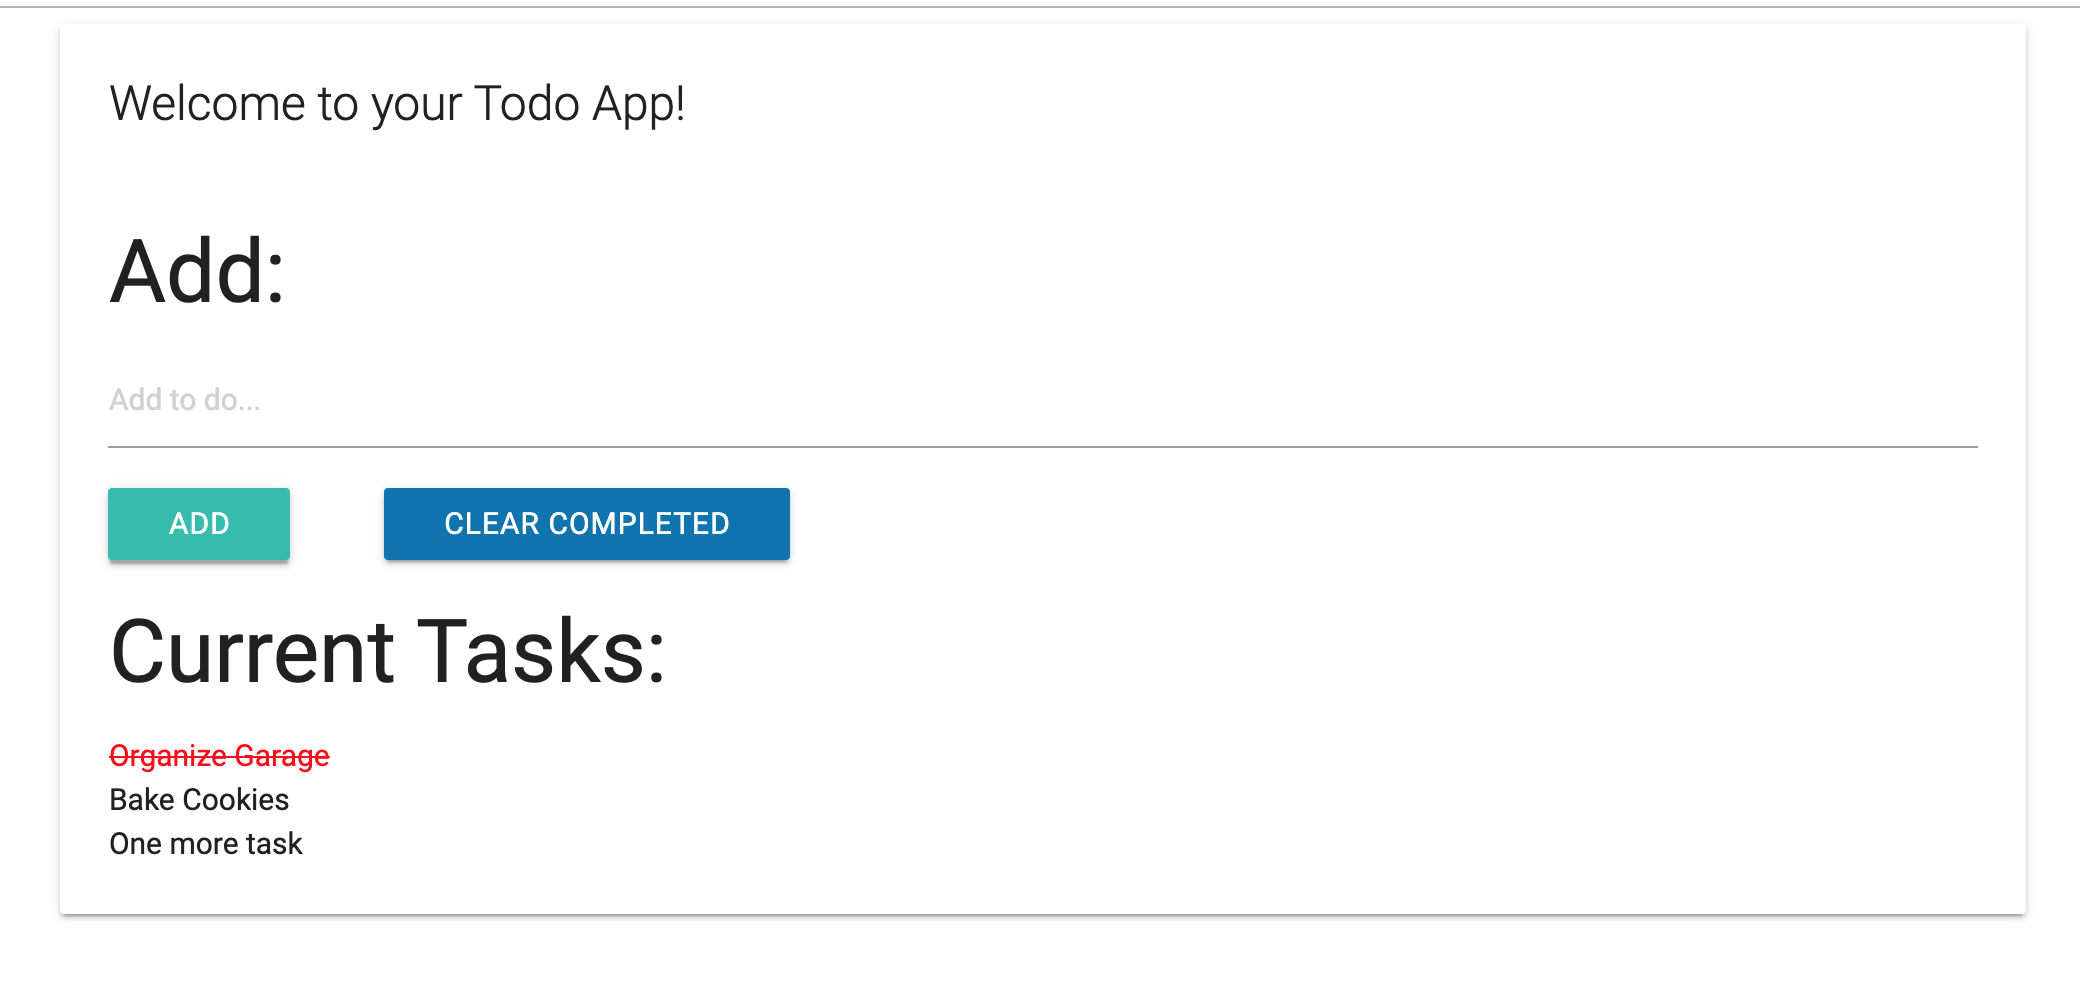 Welcome to your Todo App!
Add:
Add to do...
ADD
CLEAR COMPLETED
Current Tasks:
Organize Garage
Bake Cookies
One more task